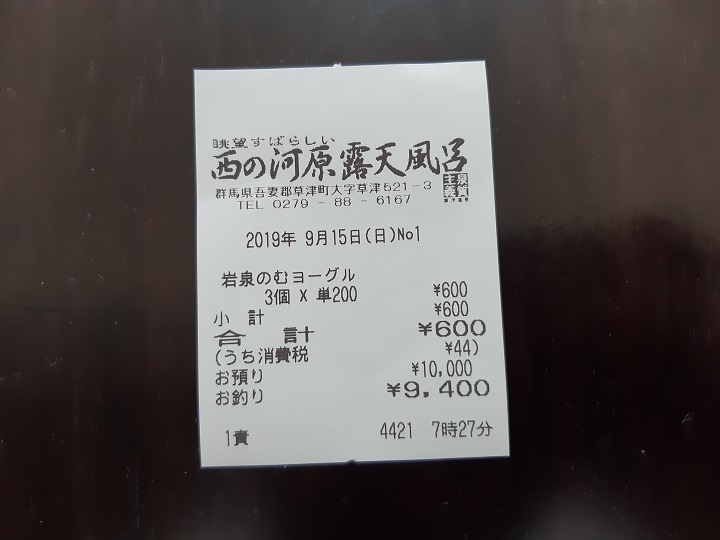 眺望すばらしい
西の河原露天風呂
群馬県吾妻郡草津町大字草津521-3
TEL 0279 - 88 - 6167
2019年 9月15日(日)No1
岩泉のむヨーグル
3個 X 単200 ¥600
小 計 ¥600
合 計 ¥600
(うち消費税 ¥44)
お預り ¥10,000
お釣り ¥9,400
1責 4421 7時27分